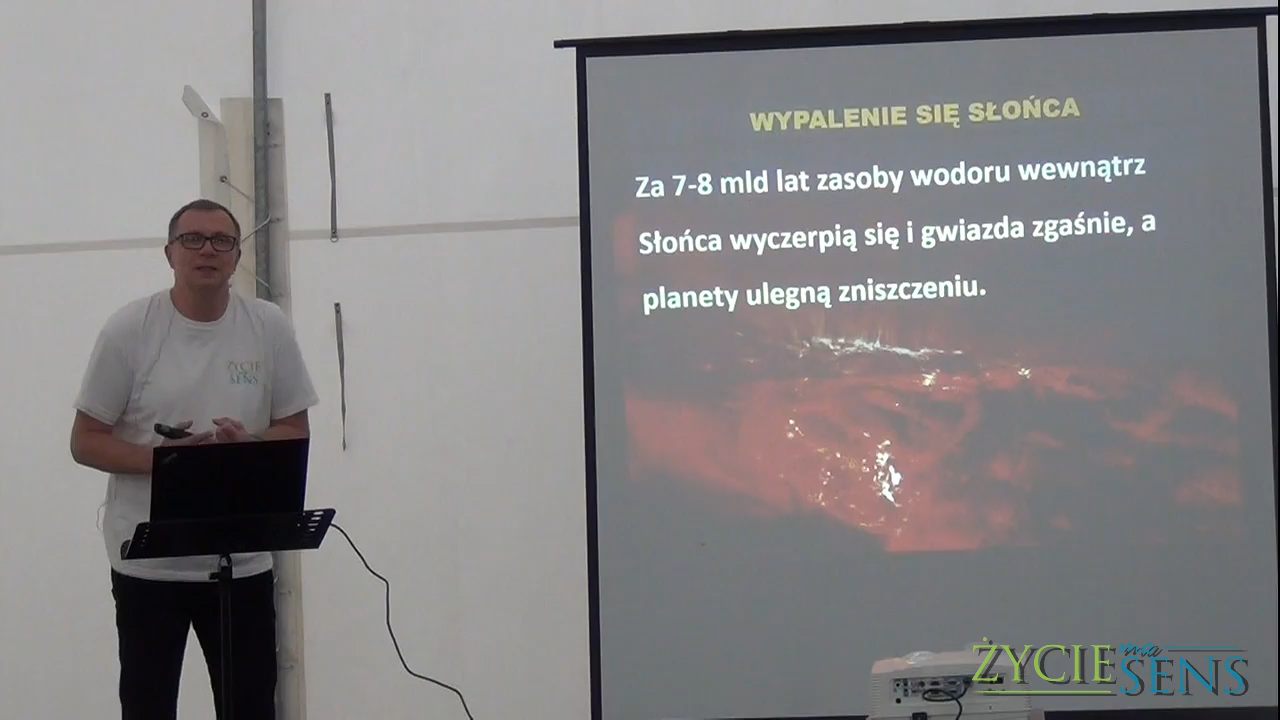 WYPALENIE SIĘ SŁOŃCA
Za 7-8 mld lat zasoby wodoru wewnątrz
Słońca wyczerpią się i gwiazda zgaśnie, a
planety ulegną zniszczeniu.
ŻYCIE
SENS
ŻYCIE ma
SENS